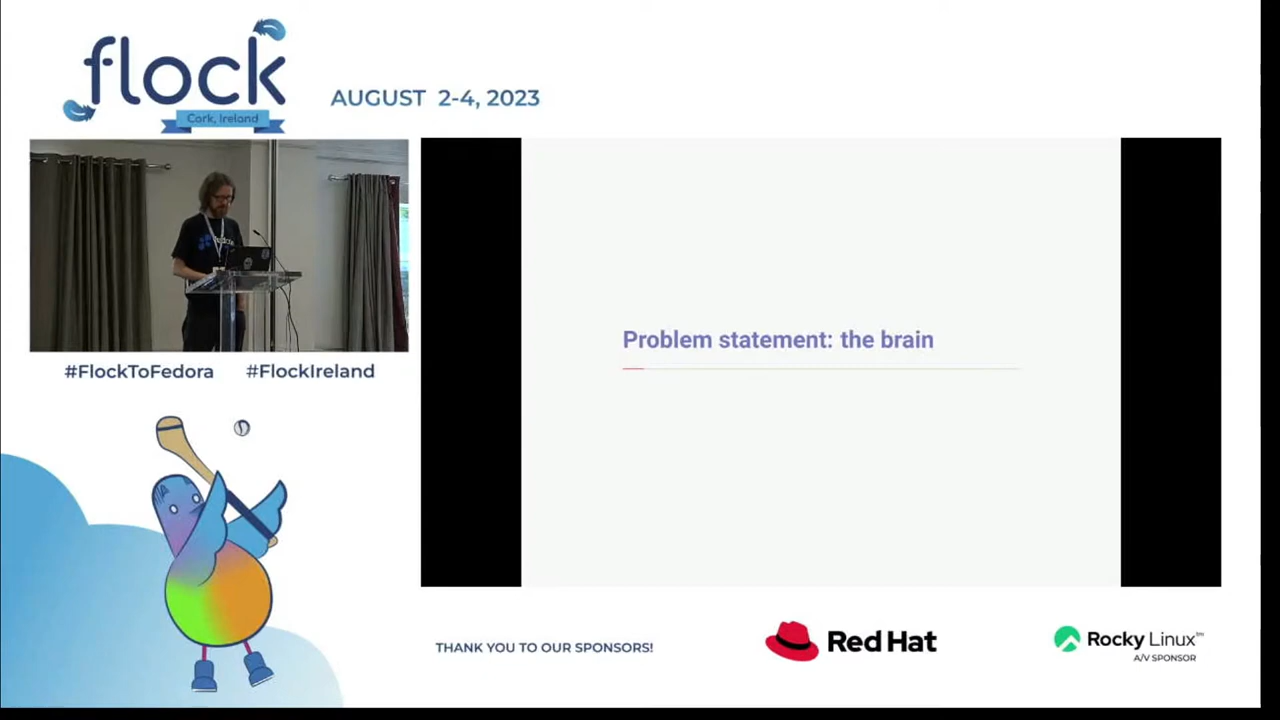 flock
Cork, Ireland
AUGUST 2-4, 2023
#FlockToFedora #FlockIreland
Problem statement: the brain
THANK YOU TO OUR SPONSORS!
Red Hat
Rocky Linux™
A/V SPONSOR